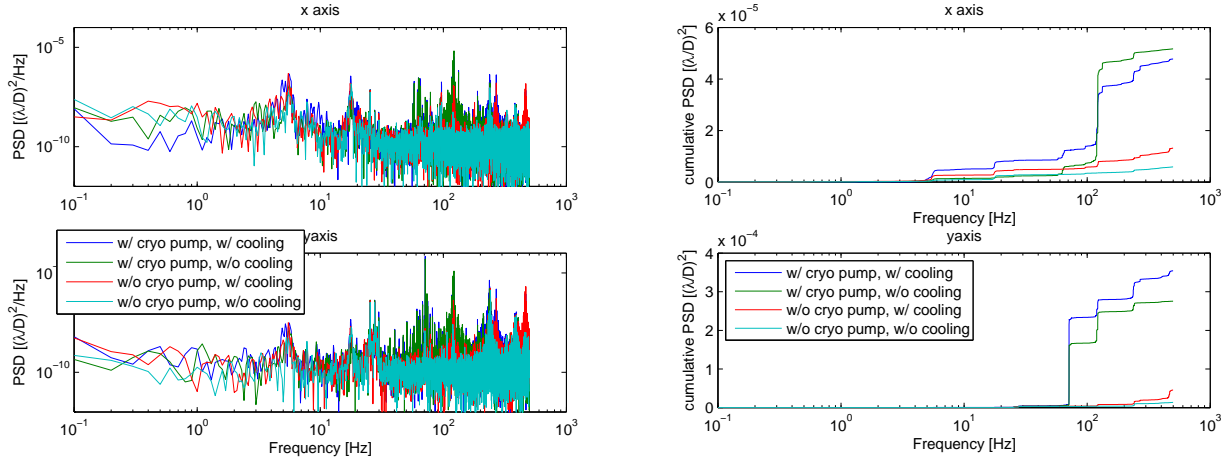 x axis
PSD [(λ/D)^2/Hz]
10^−5
10^−10
10^−1 10^0 10^1 10^2 10^3
Frequency [Hz]
yaxis
PSD [(λ/D)^2/Hz]
10^−10
10^−1 10^0 10^1 10^2 10^3
Frequency [Hz]
w/ cryo pump, w/ cooling
w/ cryo pump, w/o cooling
w/o cryo pump, w/ cooling
w/o cryo pump, w/o cooling
x axis
x 10^−5
cumulative PSD [(λ/D)^2]
6
4
2
0
10^−1 10^0 10^1 10^2 10^3
Frequency [Hz]
yaxis
x 10^−4
cumulative PSD [(λ/D)^2]
4
3
2
1
0
10^−1 10^0 10^1 10^2 10^3
Frequency [Hz]
w/ cryo pump, w/ cooling
w/ cryo pump, w/o cooling
w/o cryo pump, w/ cooling
w/o cryo pump, w/o cooling